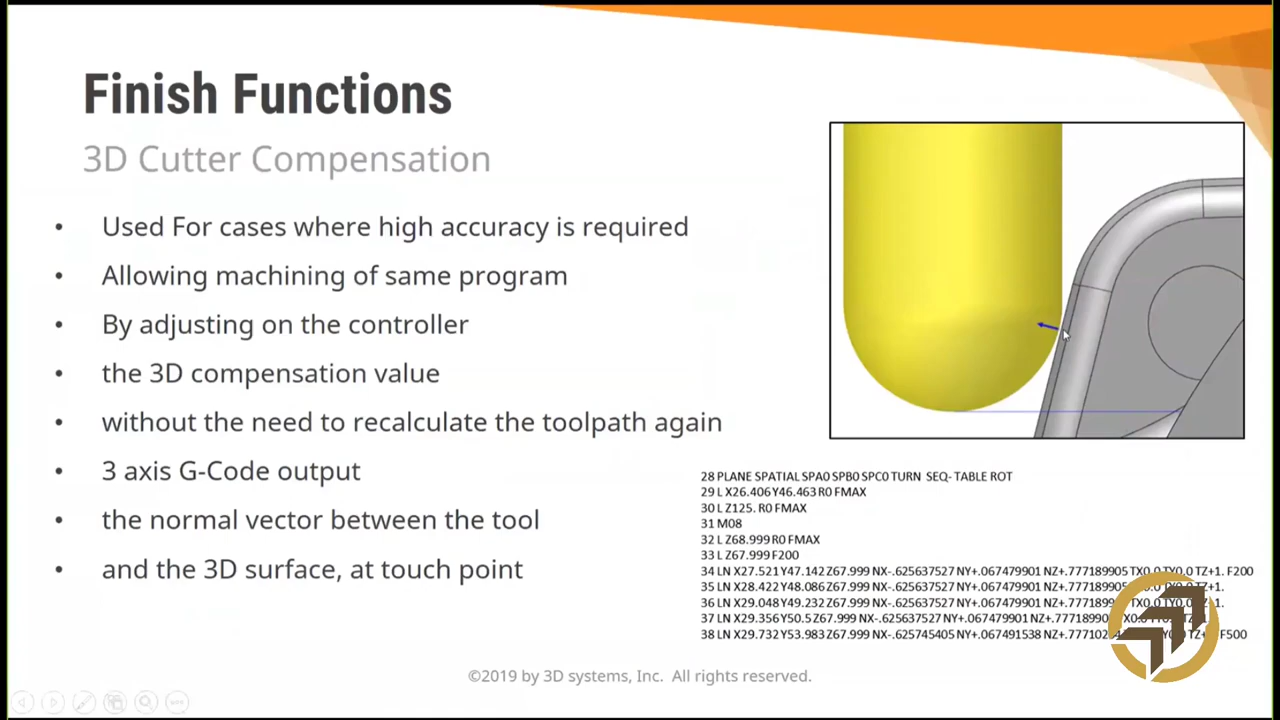 Finish Functions
3D Cutter Compensation
• Used For cases where high accuracy is required
• Allowing machining of same program
• By adjusting on the controller
• the 3D compensation value
• without the need to recalculate the toolpath again
• 3 axis G-Code output
• the normal vector between the tool
• and the 3D surface, at touch point
28 PLANE SPATIAL SPA0 SPB0 SPC0 TURN SEQ- TABLE ROT
29 L X26.406 Y46.463 R0 FMAX
30 L Z125. R0 FMAX
31 M08
32 L Z68.999 R0 FMAX
33 L Z67.999 F200
34 LN X27.521 Y47.142 Z67.999 NX-.625637527 NY+.067479901 NZ+.777189905 TX0.0 TY0.0 TZ+1. F200
35 LN X28.422 Y48.086 Z67.999 NX-.625637527 NY+.067479901 NZ+.777189905 TZ+1.
36 LN X29.048 Y49.232 Z67.999 NX-.625637527 NY+.067479901 TZ+1.
37 LN X29.356 Y50.5 Z67.999 NX-.625637527 NY+.067479901
38 LN X29.732 Y53.983 Z67.999 NX-.625745405 NY+.067491538 F500
©2019 by 3D systems, Inc. All rights reserved.